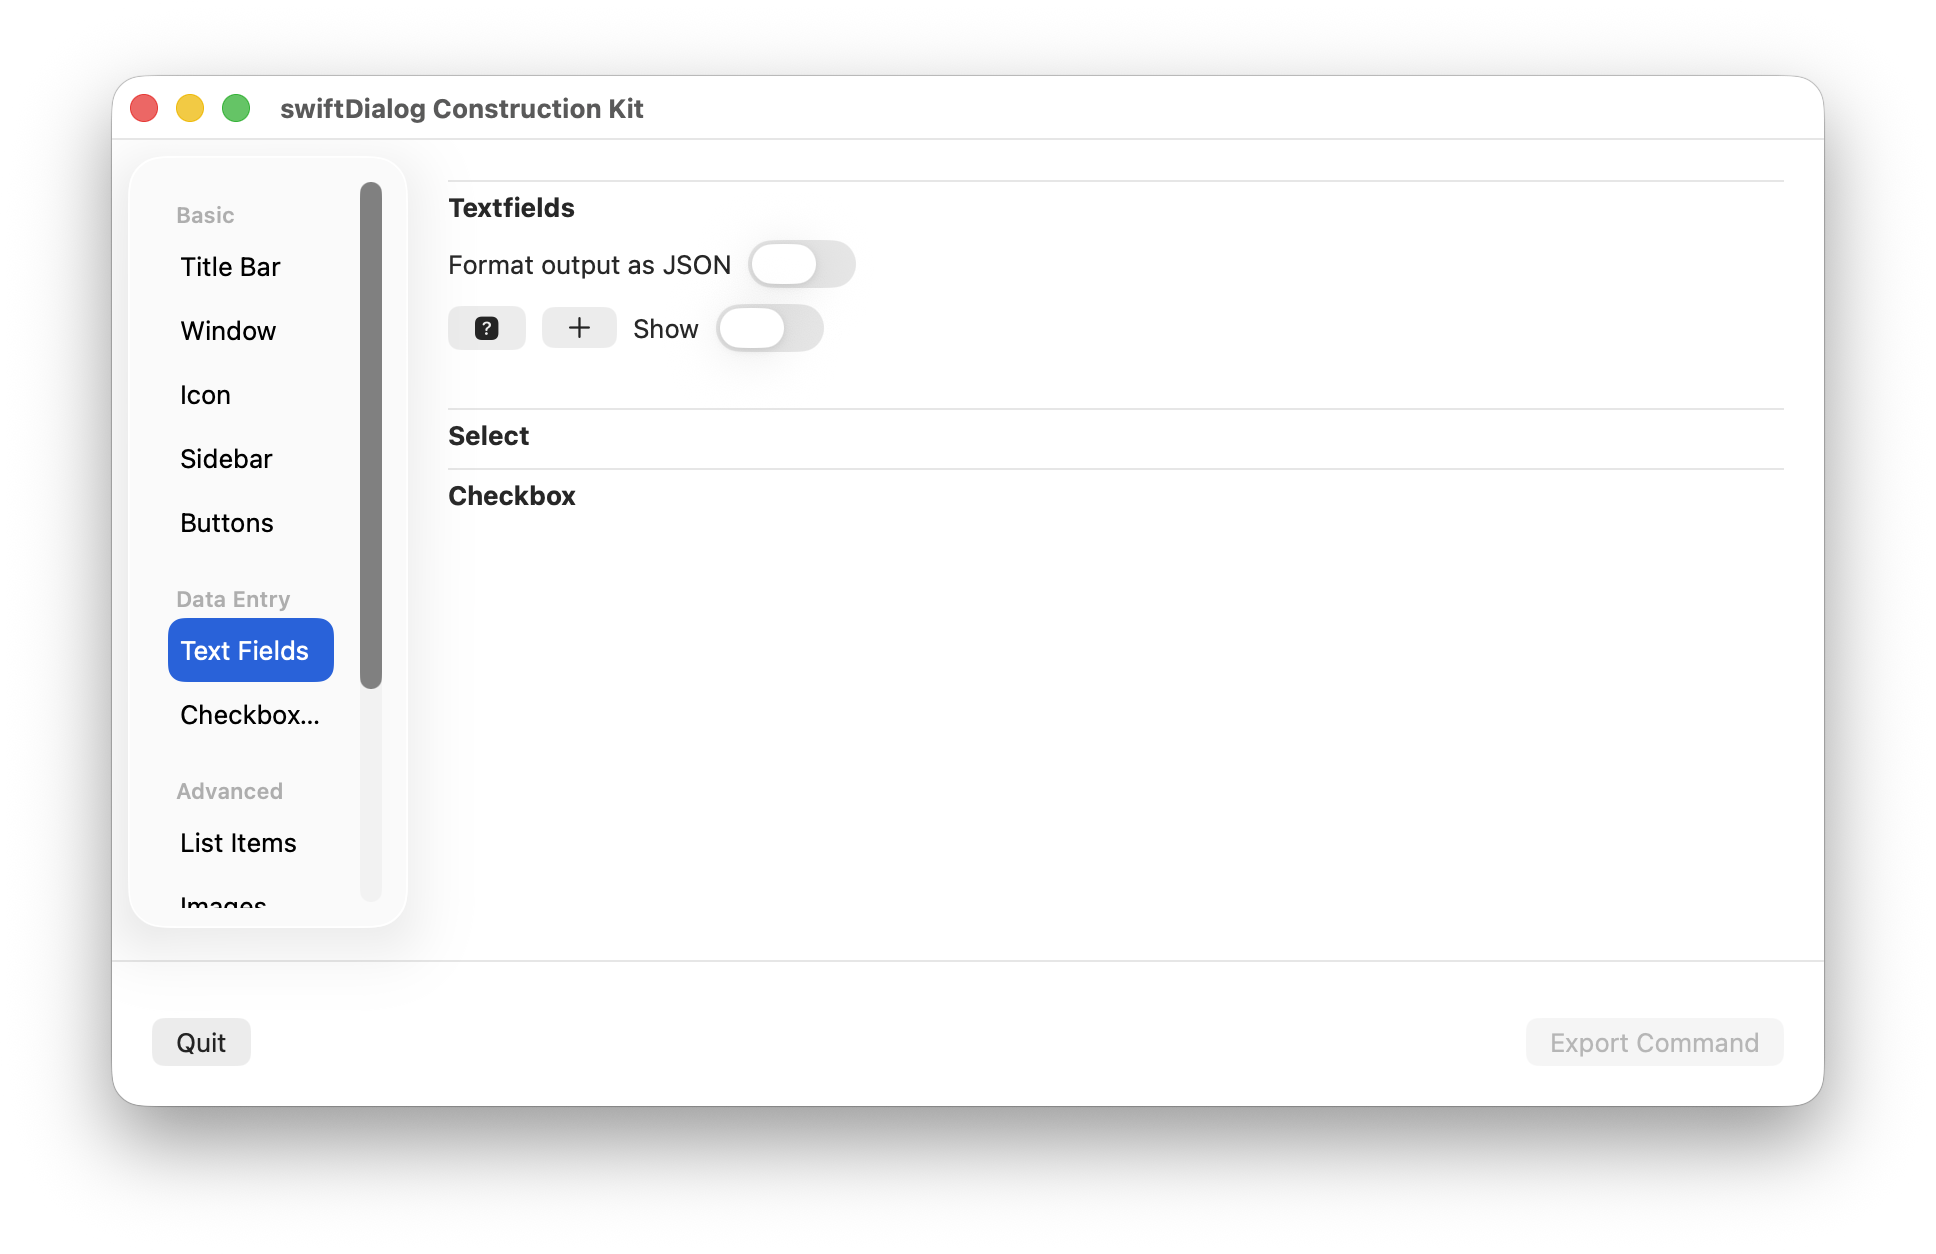 swiftDialog Construction Kit
Basic
Title Bar
Window
Icon
Sidebar
Buttons
Data Entry
Text Fields
Checkbox...
Advanced
List Items
Images
Textfields
Format output as JSON
? + Show
Select
Checkbox
Quit
Export Command